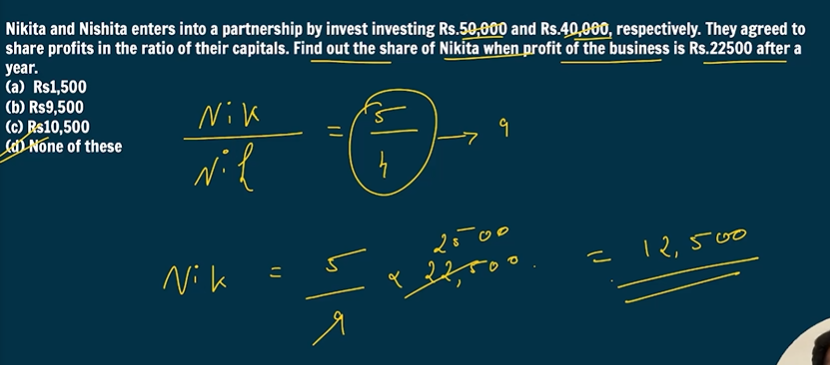 Nikita and Nishita enters into a partnership by invest investing Rs.50,000 and Rs.40,000, respectively. They agreed to
share profits in the ratio of their capitals. Find out the share of Nikita when profit of the business is Rs.22500 after a
year.
(a) Rs1,500
(b) Rs9,500
(c) Rs10,500
(d) None of these
Nik / Nih = 5 / 4 → 9
2500
Nik = 5 / 9 × 22,500 = 12,500